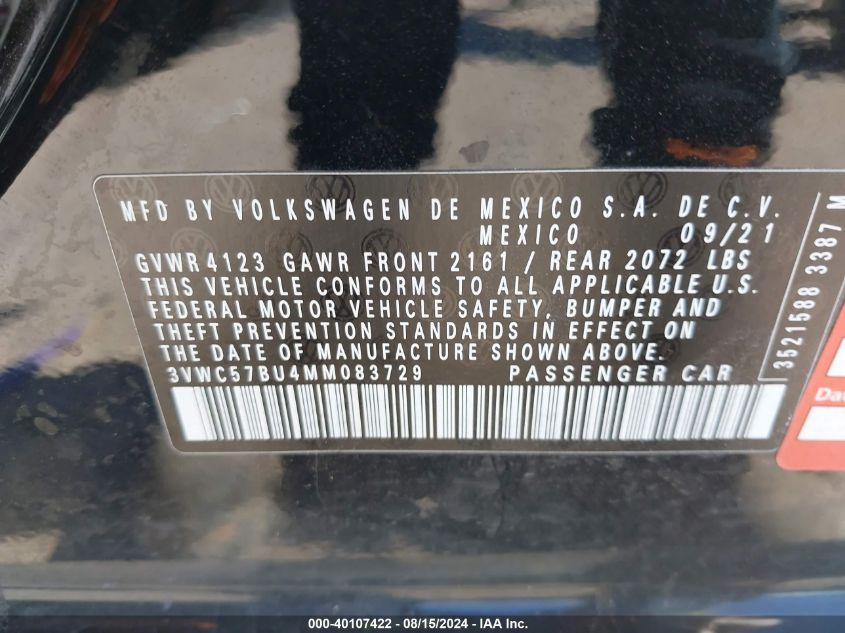 MFD BY VOLKSWAGEN DE MEXICO S.A. DE C.V.
MEXICO 09/21
GVWR 4123 GAWR FRONT 2161 / REAR 2072 LBS
THIS VEHICLE CONFORMS TO ALL APPLICABLE U.S.
FEDERAL MOTOR VEHICLE SAFETY, BUMPER AND
THEFT PREVENTION STANDARDS IN EFFECT ON
THE DATE OF MANUFACTURE SHOWN ABOVE.
3VWC57BU4MM083729 PASSENGER CAR
3521588 3387 M
000-40107422 - 08/15/2024 - IAA Inc.